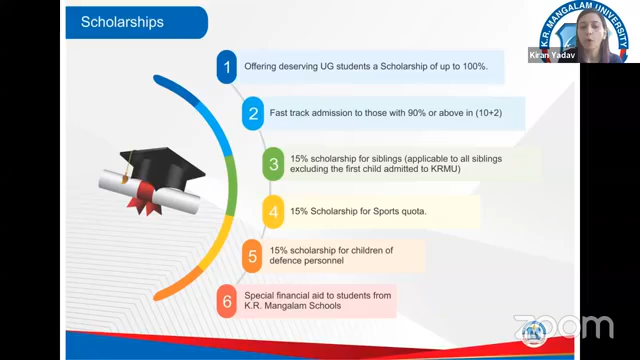 Scholarships
K.R. MANGALAM UNIVERSITY
Kiran Yadav
1 Offering deserving UG students a Scholarship of up to 100%.
2 Fast track admission to those with 90% or above in (10+2)
3 15% scholarship for siblings (applicable to all siblings
excluding the first child admitted to KRMU)
4 15% Scholarship for Sports quota.
5 15% scholarship for children of
defence personnel
6 Special financial aid to students from
K.R. Mangalam Schools
zoom